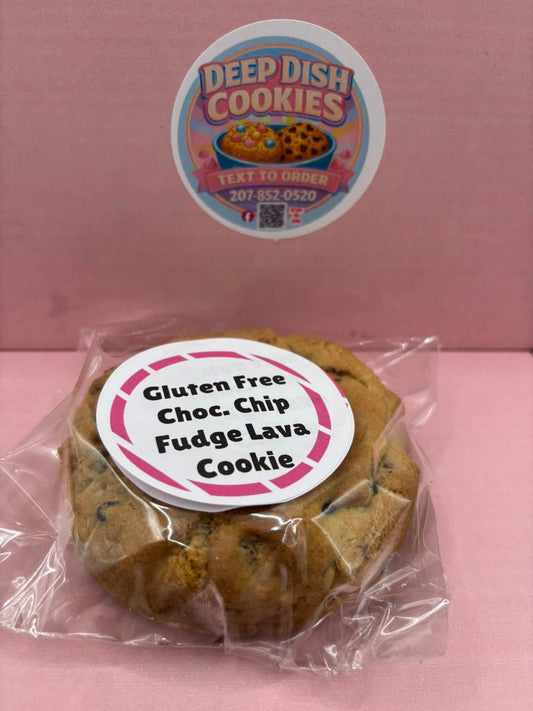 DEEP DISH
COOKIES
TEXT TO ORDER
207-852-0520
Gluten Free
Choc. Chip
Fudge Lava
Cookie